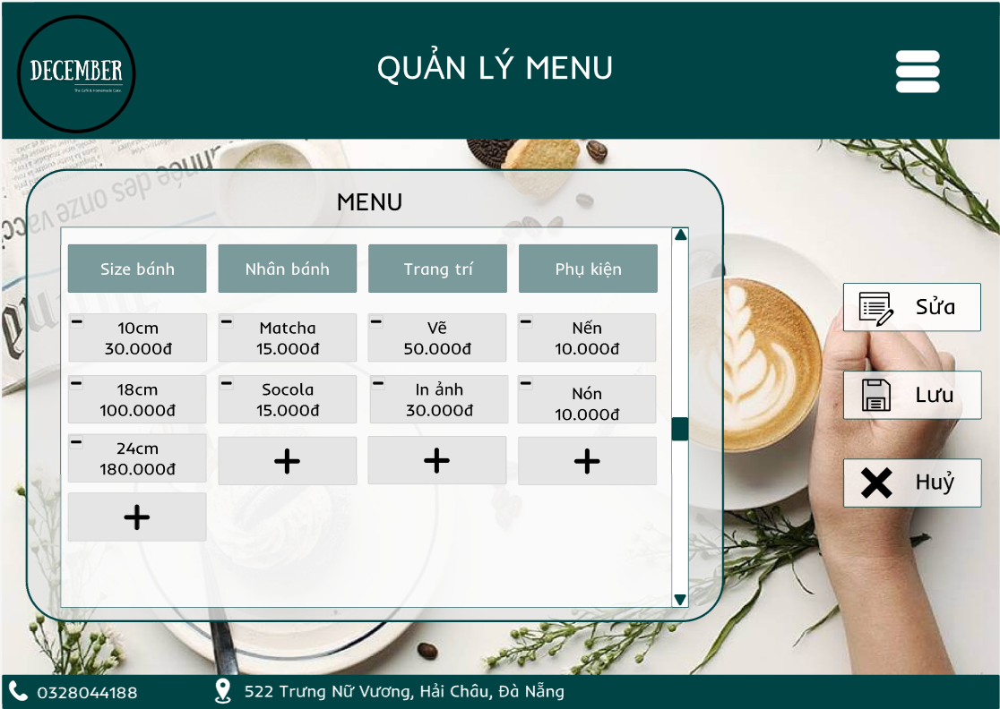 DECEMBER
The Café & Homemade Cake.
QUẢN LÝ MENU
MENU
Size bánh
Nhân bánh
Trang trí
Phụ kiện
10cm
30.000đ
Matcha
15.000đ
Vẽ
50.000đ
Nến
10.000đ
18cm
100.000đ
Socola
15.000đ
In ảnh
30.000đ
Nón
10.000đ
24cm
180.000đ
Sửa
Lưu
Huỷ
0328044188
522 Trưng Nữ Vương, Hải Châu, Đà Nẵng